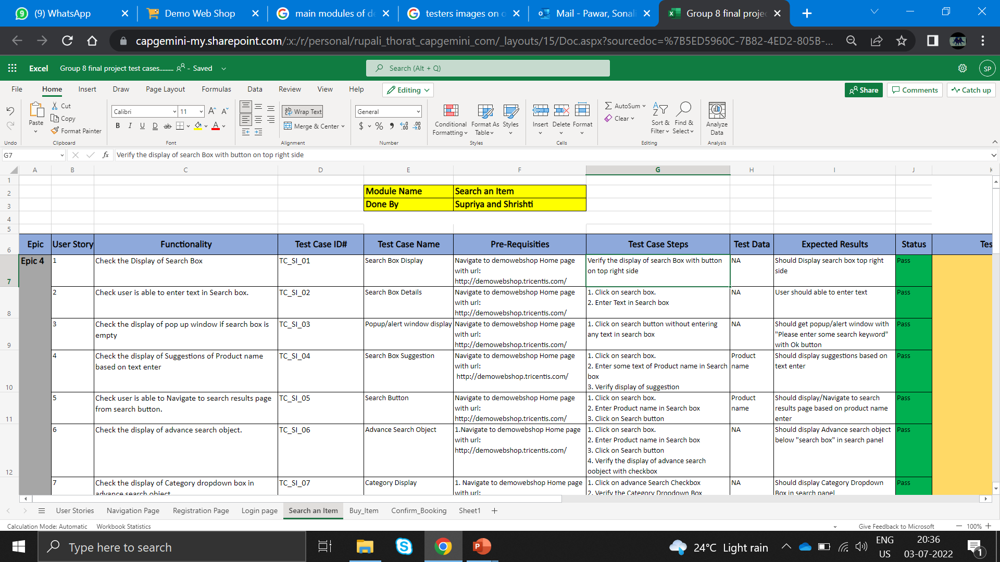 (9) WhatsApp
Demo Web Shop
main modules of de
testers images on c
Mail - Pawar, Sonali
Group 8 final projec
capgemini-my.sharepoint.com/:x:/r/personal/rupali_thorat_capgemini_com/_layouts/15/Doc.aspx?sourcedoc=%7B5ED5960C-7B82-4ED2-805B-...
Excel Group 8 final project test cases......... - Saved
Search (Alt + Q)
SP
File Home Insert Draw Page Layout Formulas Data Review View Help Editing Share Comments Catch up
Paste Cut Copy Format Painter
Calibri 11
B I U D ab A
Wrap Text
Merge & Center
General
$ % 9 .00 .00
Conditional Formatting Format As Table Styles
Insert Delete Format
AutoSum Clear
Sort & Filter Find & Select
Analyze Data
Undo Clipboard Font Alignment Number Styles Cells Editing Analysis
G7 fx Verify the display of search Box with button on top right side
A B C D E F G H I J K
1
2 Module Name Search an Item
3 Done By Supriya and Shrishti
4
5
6 Epic User Story Functionality Test Case ID# Test Case Name Pre-Requisities Test Case Steps Test Data Expected Results Status Tes
7
Epic 4
1
Check the Display of Search Box
TC_SI_01
Search Box Display
Navigate to demowebshop Home page
with url:
http://demowebshop.tricentis.com/
Verify the display of search Box with button
on top right side
NA
Should Display search box top right
side
Pass
8
2
Check user is able to enter text in Search box.
TC_SI_02
Search Box Details
Navigate to demowebshop Home page
with url:
http://demowebshop.tricentis.com/
1. Click on search box.
2. Enter Text in Search box
NA
User should able to enter text
Pass
9
3
Check the display of pop up window if search box is
empty
TC_SI_03
Popup/alert window display
Navigate to demowebshop Home page
with url:
http://demowebshop.tricentis.com/
1. Click on search button without entering
any text in search box
NA
Should get popup/alert window with
"Please enter some search keyword"
with Ok button
Pass
10
4
Check the display of Suggestions of Product name
based on text enter
TC_SI_04
Search Box Suggestion
Navigate to demowebshop Home page
with url:
http://demowebshop.tricentis.com/
1. Click on search box.
2. Enter some text of Product name in Search
box
3. Verify display of suggestion
Product
name
Should display suggestions based on
text enter
Pass
11
5
Check user is able to Navigate to search results page
from search button.
TC_SI_05
Search Button
Navigate to demowebshop Home page
with url:
http://demowebshop.tricentis.com/
1. Click on search box.
2. Enter Product name in Search box
3. Click on Search button
Product
name
Should display/Navigate to search
results page based on product name
enter
Pass
12
6
Check the display of advance search object.
TC_SI_06
Advance Search Object
1.Navigate to demowebshop Home page
with url:
http://demowebshop.tricentis.com/
1. Click on search box.
2. Enter Product name in Search box
3. Click on Search button
4. Verify the display of advance search
oobject with checkbox
NA
Should display Advance search object
below "search box" in search panel
Pass
7
Check the display of Category dropdown box in
advance search object
TC_SI_07
Category Display
1. Navigate to demowebshop Home page
with url:
1. Click on advance Search Checkbox
2. Verify the Category Dropdown Box
NA
Should display Category Dropdown
Box in search panel
Pass
User Stories Navigation Page Registration Page Login page Search an Item Buy_Item Confirm_Booking Sheet1
Calculation Mode: Automatic Workbook Statistics Give Feedback to Microsoft 100%
Type here to search
24°C Light rain
ENG
US
20:36
03-07-2022
1